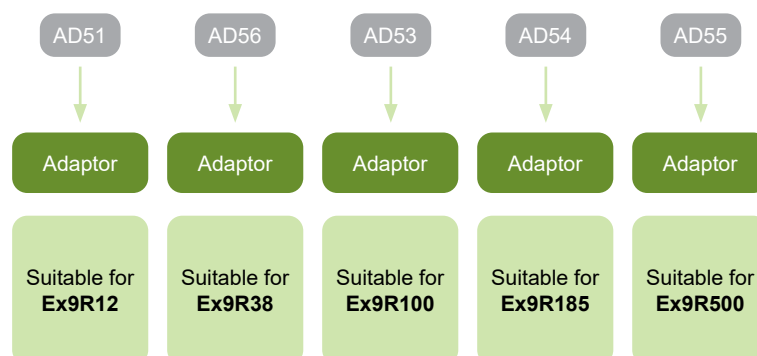 AD51
AD56
AD53
AD54
AD55
Adaptor
Adaptor
Adaptor
Adaptor
Adaptor
Suitable for
Ex9R12
Suitable for
Ex9R38
Suitable for
Ex9R100
Suitable for
Ex9R185
Suitable for
Ex9R500